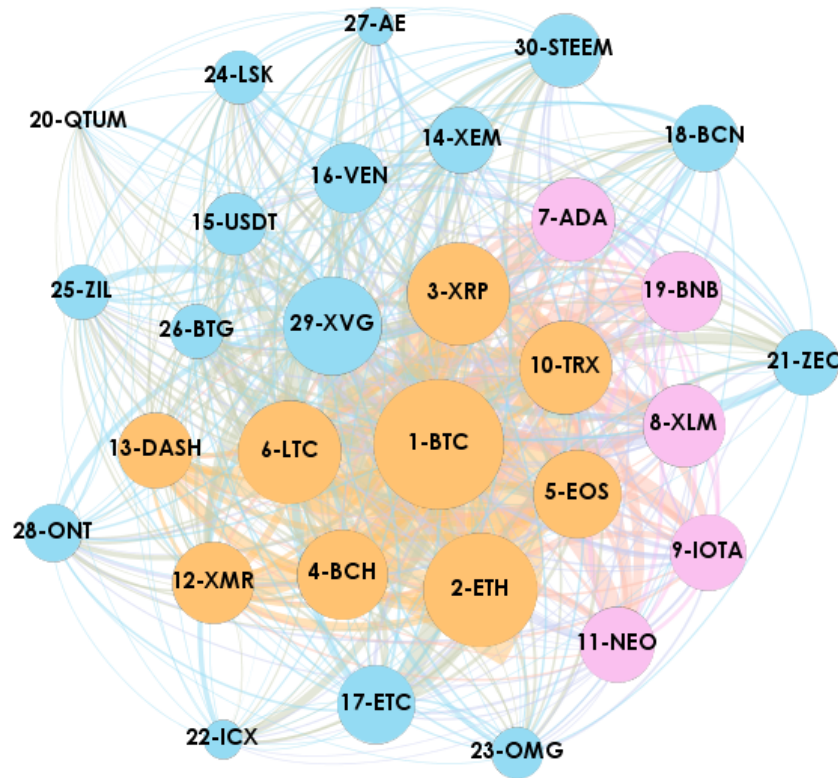 27-AE
30-STEEM
24-LSK
20-QTUM
14-XEM
18-BCN
16-VEN
15-USDT
7-ADA
25-ZIL
3-XRP
19-BNB
26-BTG
29-XVG
10-TRX
21-ZEC
13-DASH
6-LTC
1-BTC
8-XLM
5-EOS
28-ONT
12-XMR
4-BCH
2-ETH
9-IOTA
11-NEO
17-ETC
22-ICX
23-OMG